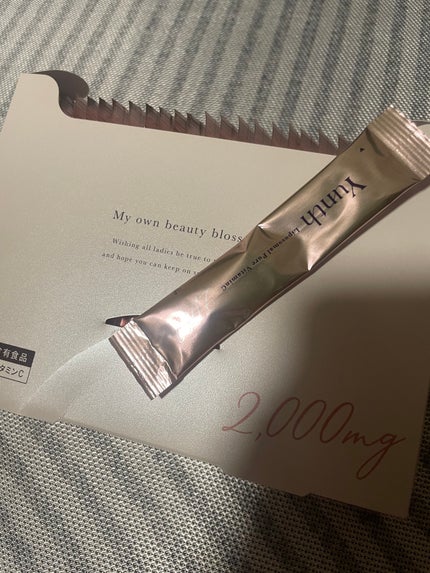 My own beauty bloss
Wishing all ladies be true to
and hope you can keep on
Yunth
Liposomal Pure VitaminC
有食品
タミンC
2,000mg